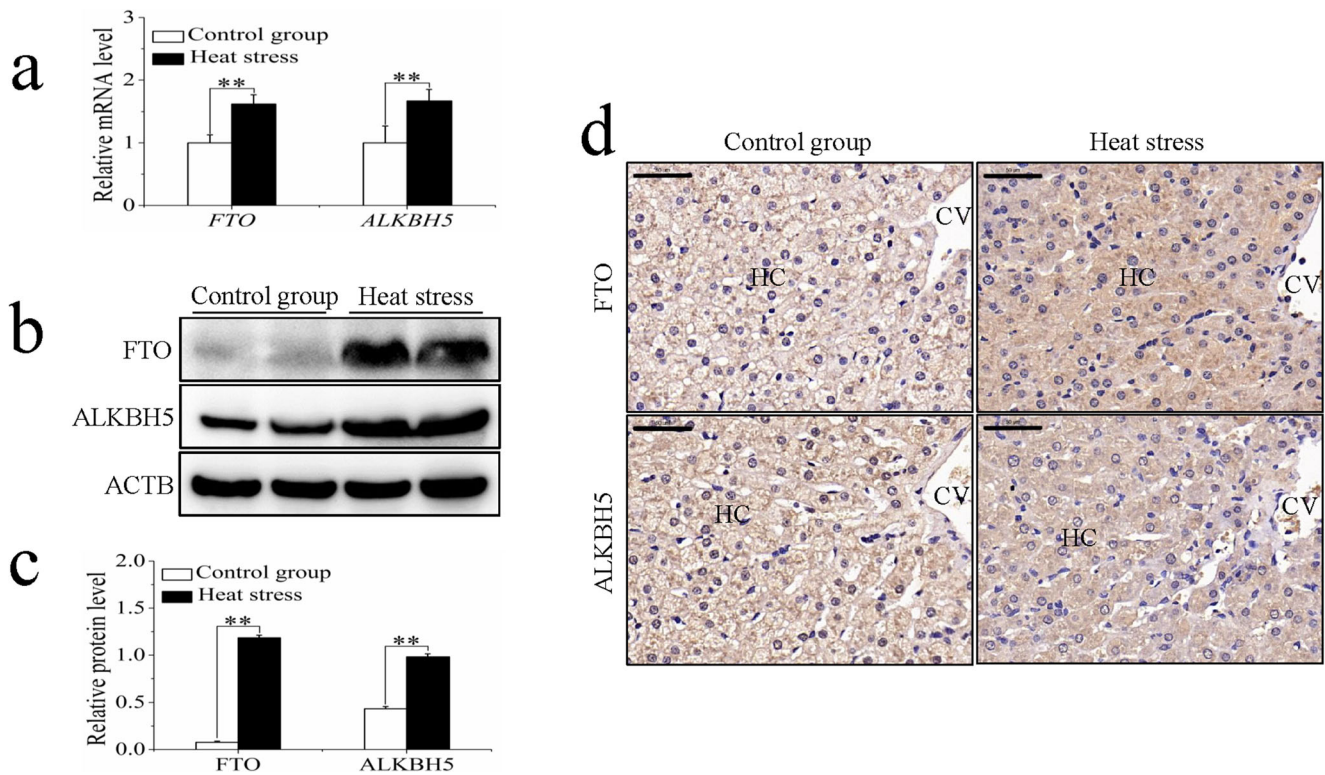 a
Relative mRNA level
3
2
1
0
Control group
Heat stress
**
**
FTO
ALKBH5
b
Control group
Heat stress
FTO
ALKBH5
ACTB
c
Relative protein level
2.0
1.5
1.0
0.5
0.0
Control group
Heat stress
**
**
FTO
ALKBH5
d
Control group
Heat stress
FTO
ALKBH5
HC
CV
HC
CV
HC
CV
HC
CV